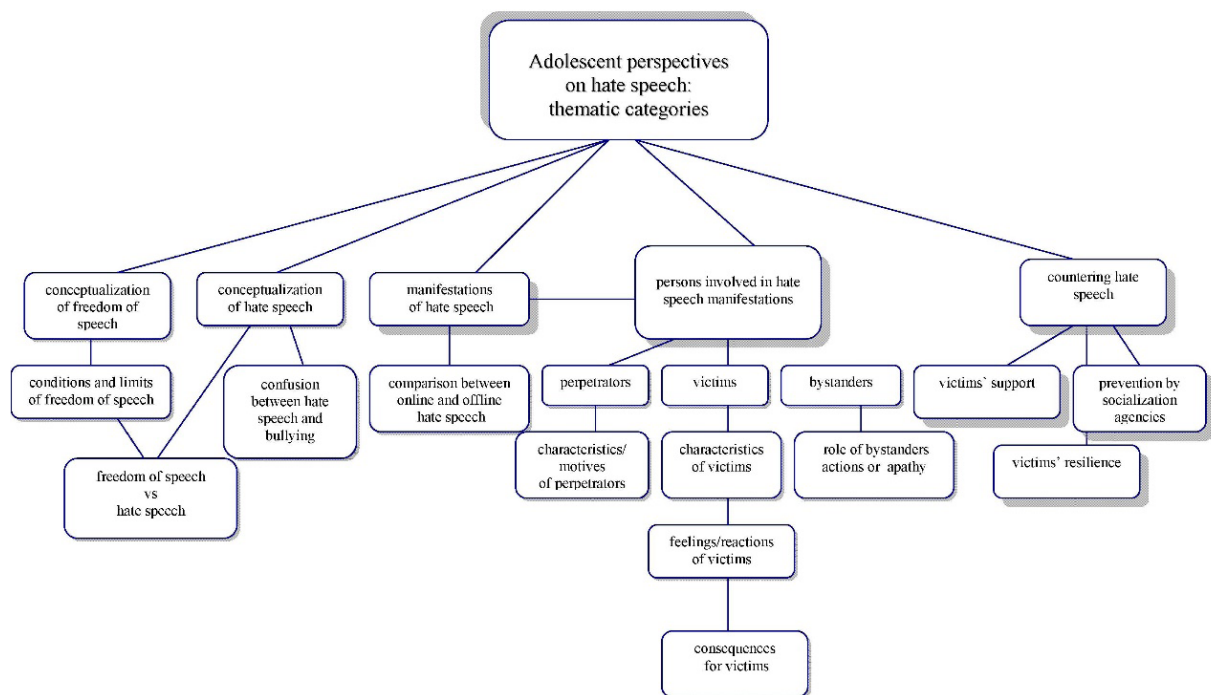 Adolescent perspectives
on hate speech:
thematic categories
conceptualization
of freedom of
speech
conceptualization
of hate speech
manifestations
of hate speech
persons involved in hate
speech manifestations
countering hate
speech
conditions and limits
of freedom of speech
confusion
between hate
speech and
bullying
comparison between
online and offline
hate speech
perpetrators
victims
bystanders
victims` support
prevention by
socialization
agencies
freedom of speech
vs
hate speech
characteristics/
motives
of perpetrators
characteristics
of victims
role of bystanders
actions or apathy
victims’ resilience
feelings/reactions
of victims
consequences
for victims